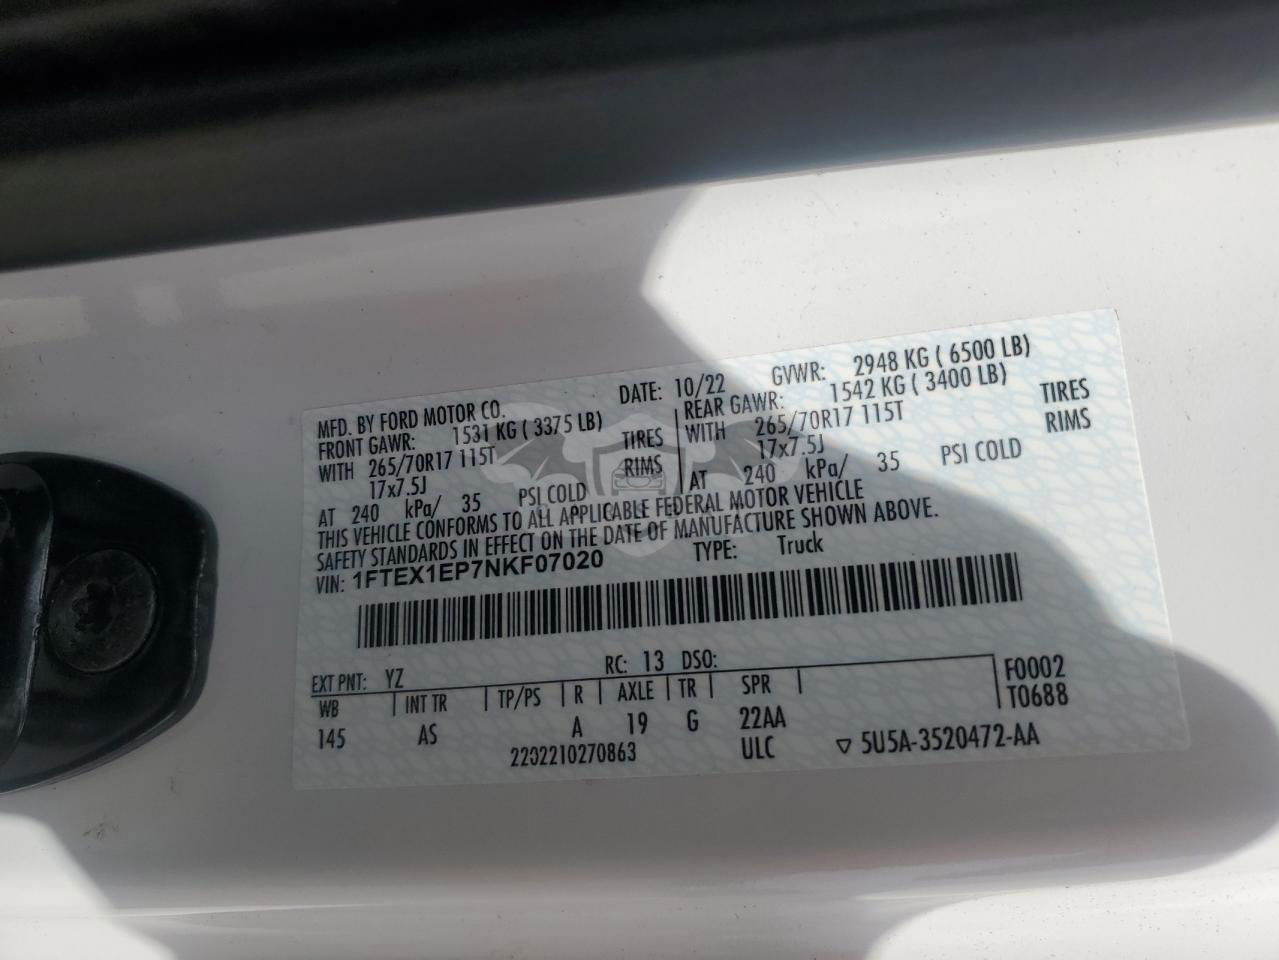 MFD. BY FORD MOTOR CO. DATE: 10/22 GVWR: 2948 KG ( 6500 LB)
FRONT GAWR: 1531 KG ( 3375 LB) REAR GAWR: 1542 KG ( 3400 LB)
WITH 265/70R17 115T TIRES WITH 265/70R17 115T TIRES
17x7.5J RIMS 17x7.5J RIMS
AT 240 kPa/ 35 PSI COLD AT 240 kPa/ 35 PSI COLD
THIS VEHICLE CONFORMS TO ALL APPLICABLE FEDERAL MOTOR VEHICLE
SAFETY STANDARDS IN EFFECT ON THE DATE OF MANUFACTURE SHOWN ABOVE.
VIN: 1FTEX1EP7NKF07020 TYPE: Truck
EXT PNT: YZ RC: 13 DSO: F0002
WB INT TR TP/PS R AXLE TR SPR T0688
145 AS A 19 G 22AA
2202210270863 ULC ▽ 5U5A-3520472-AA